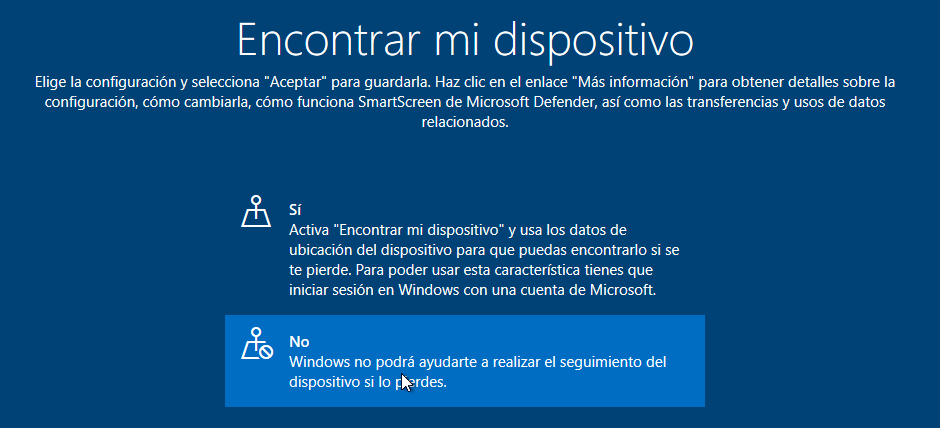 Encontrar mi dispositivo
Elige la configuración y selecciona "Aceptar" para guardarla. Haz clic en el enlace "Más información" para obtener detalles sobre la
configuración, cómo cambiarla, cómo funciona SmartScreen de Microsoft Defender, así como las transferencias y usos de datos
relacionados.
Sí
Activa "Encontrar mi dispositivo" y usa los datos de
ubicación del dispositivo para que puedas encontrarlo si se
te pierde. Para poder usar esta característica tienes que
iniciar sesión en Windows con una cuenta de Microsoft.
No
Windows no podrá ayudarte a realizar el seguimiento del
dispositivo si lo pierdes.